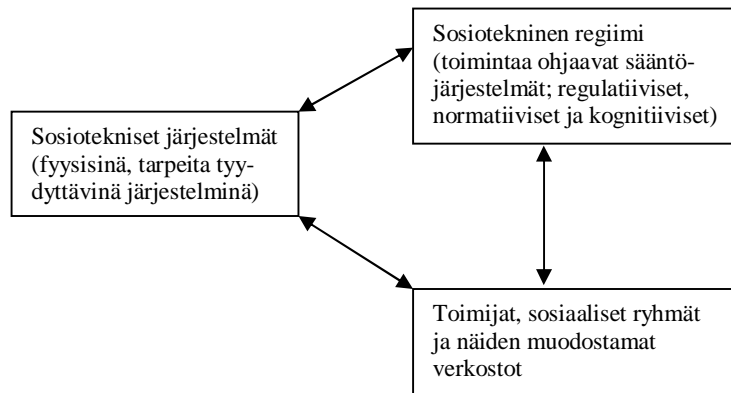 Sosiotekninen regiimi
(toimintaa ohjaavat sääntö-
järjestelmät; regulatiiviset,
normatiiviset ja kognitiiviset)
Sosiotekniset järjestelmät
(fyysisinä, tarpeita tyy-
dyttävinä järjestelminä)
Toimijat, sosiaaliset ryhmät
ja näiden muodostamat
verkostot